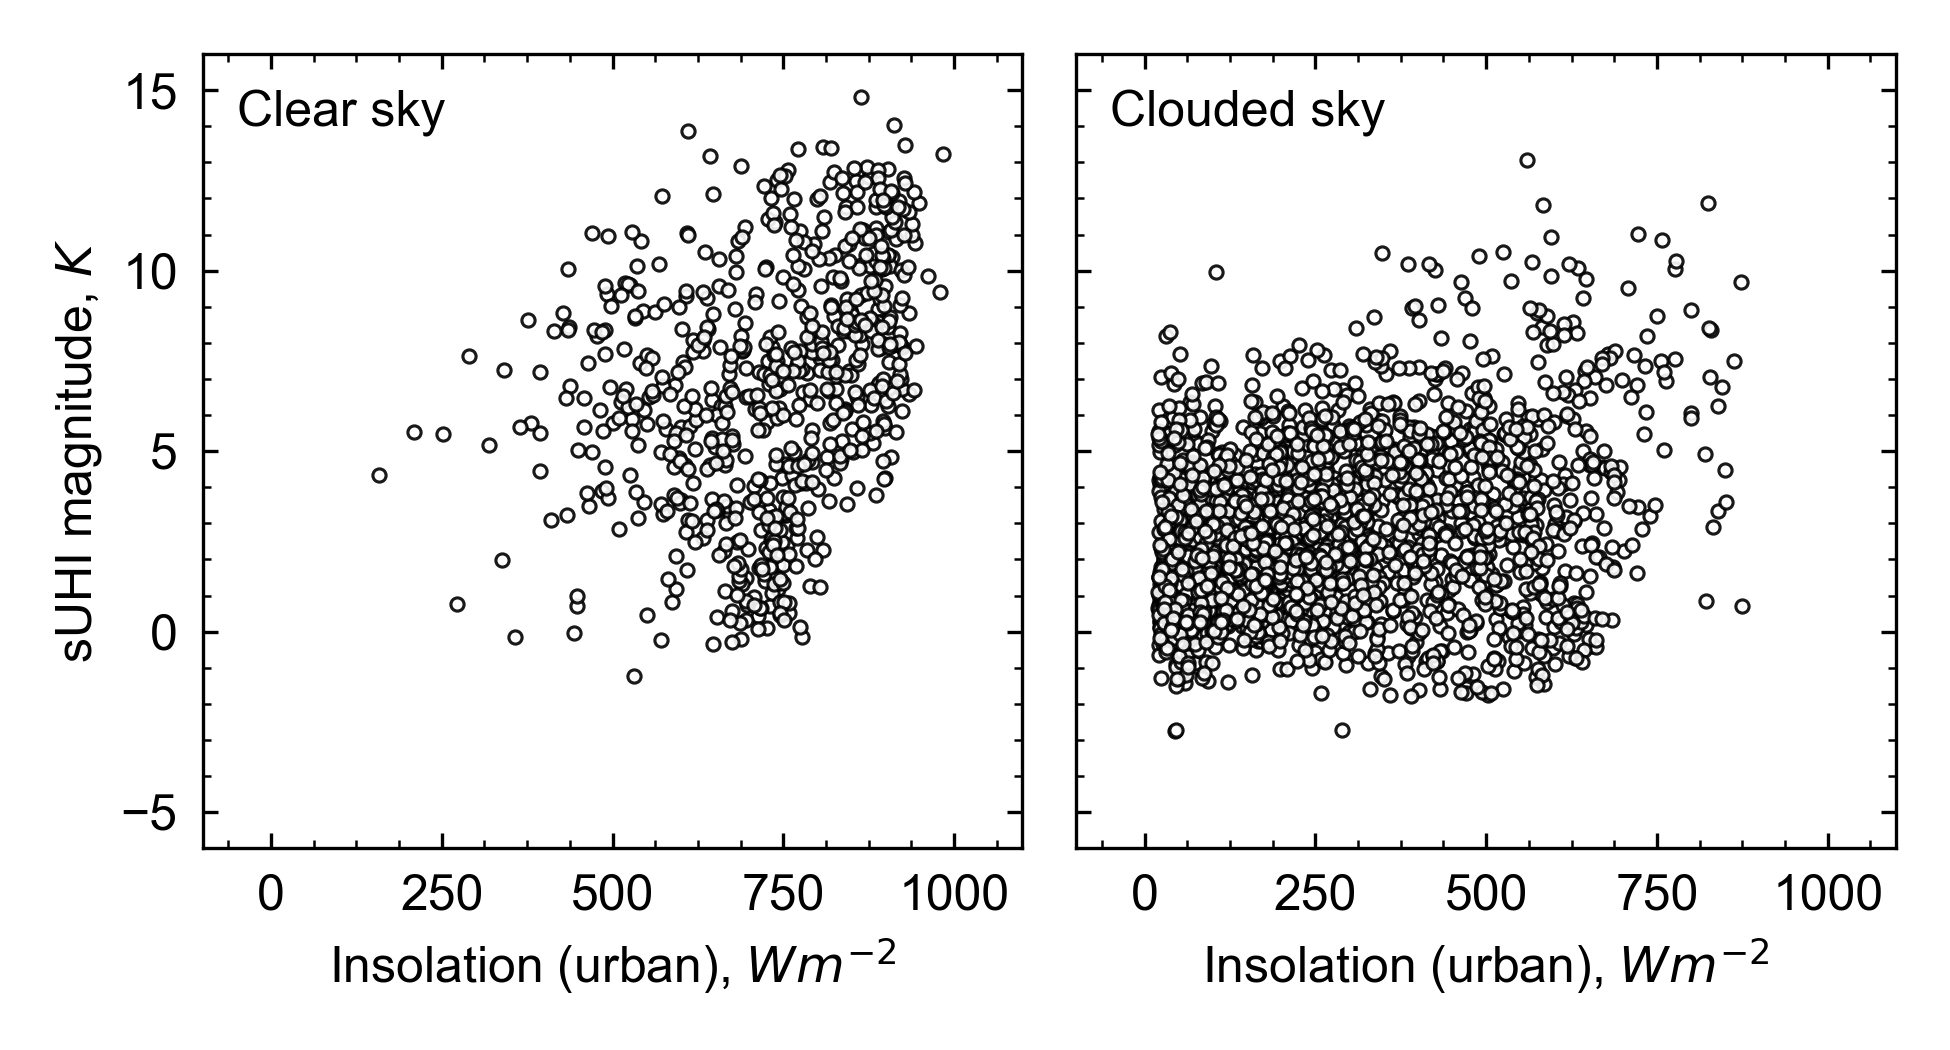 Clear sky
Clouded sky
sUHI magnitude, K
15
10
5
0
−5
0 250 500 750 1000
0 250 500 750 1000
Insolation (urban), Wm⁻²
Insolation (urban), Wm⁻²